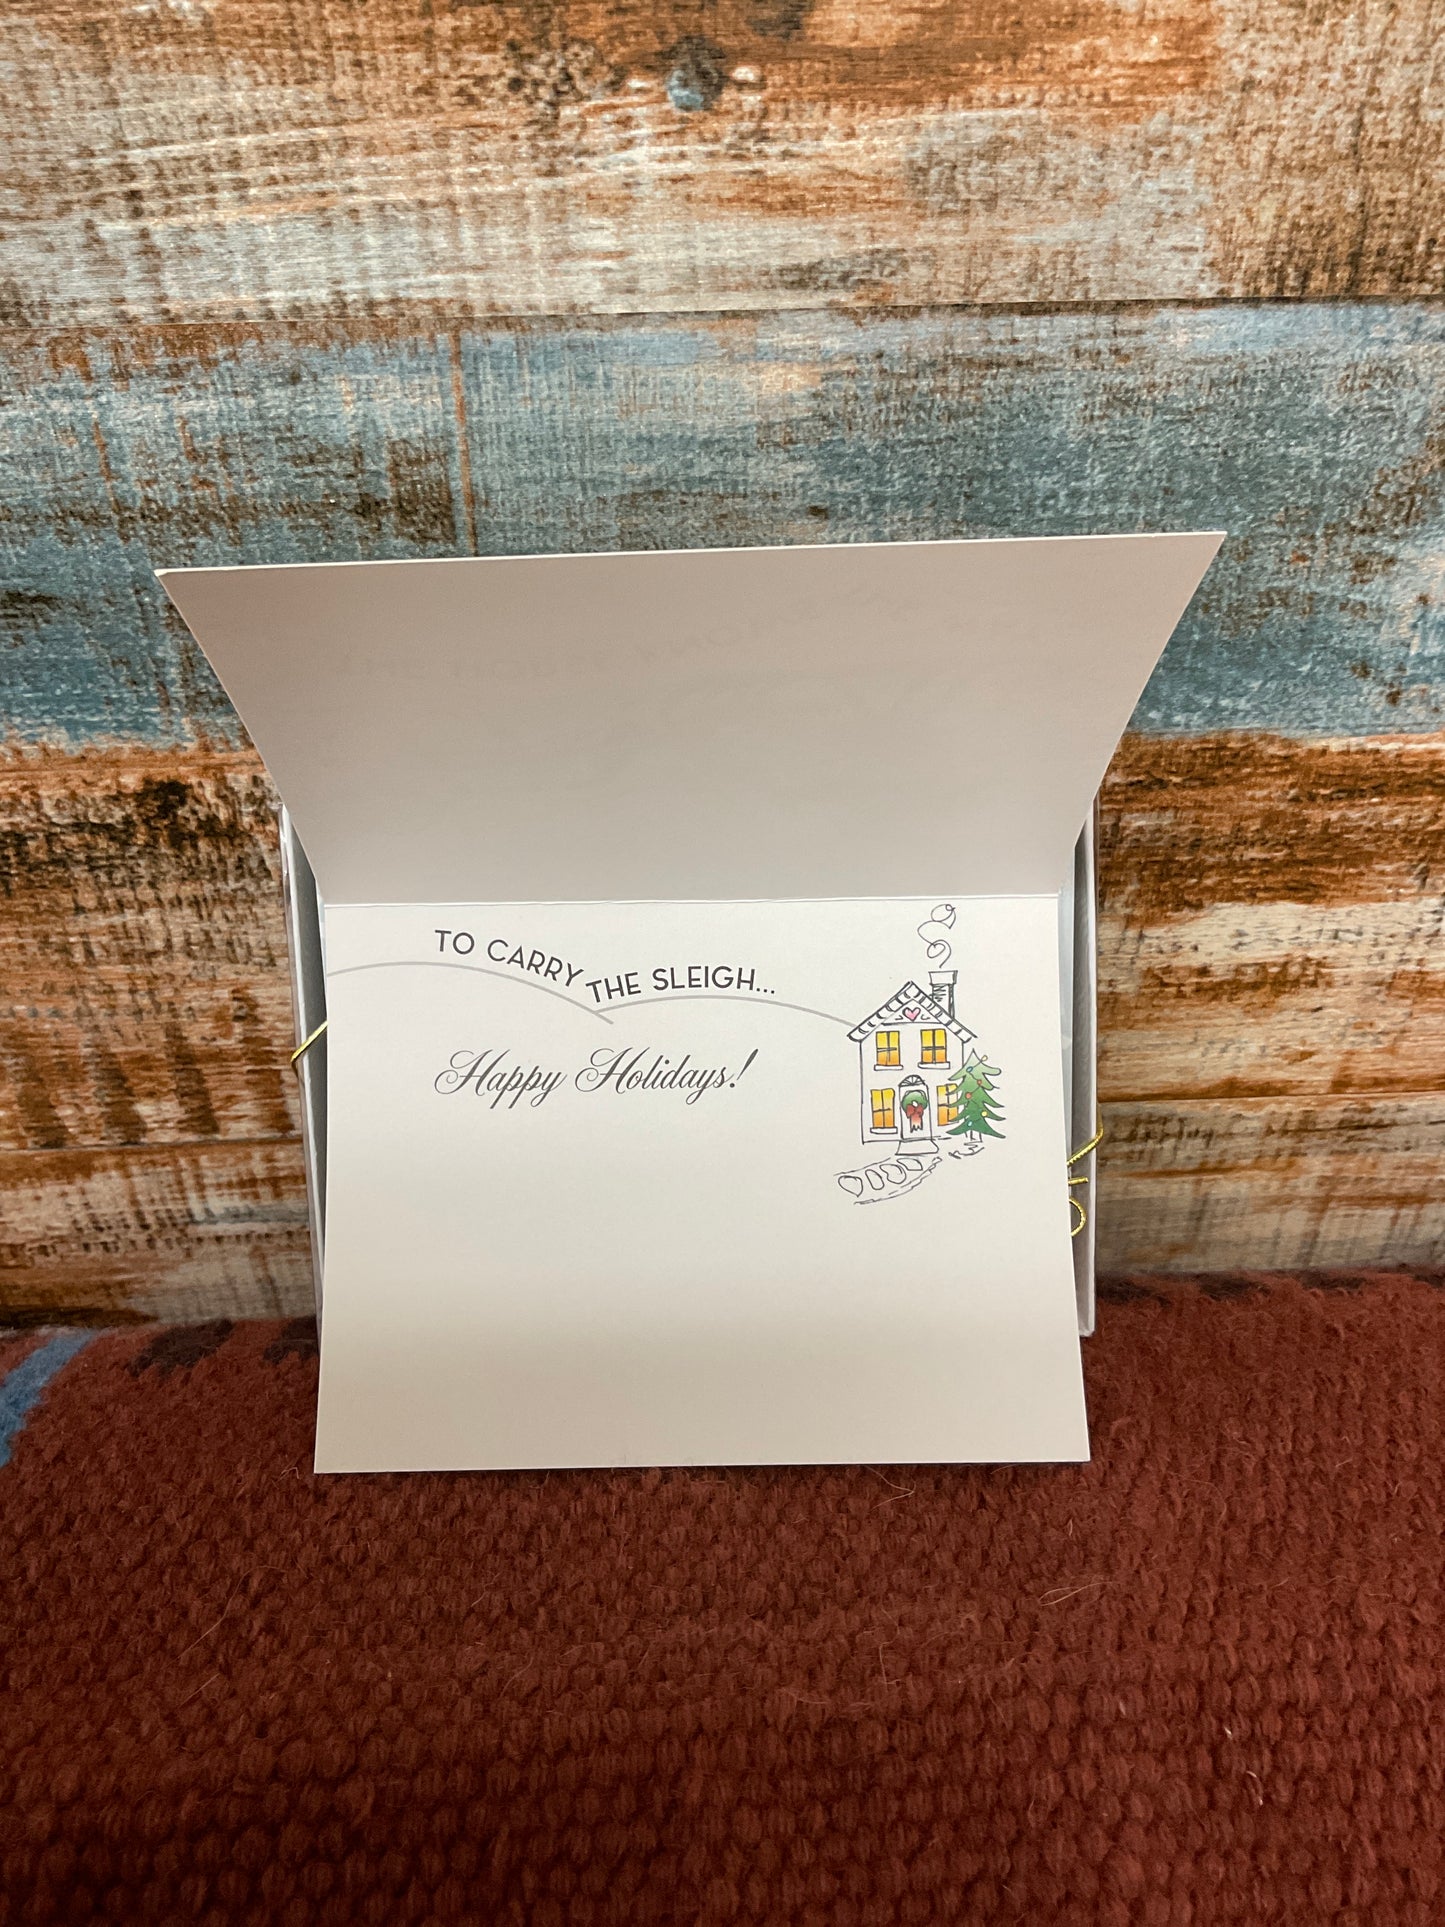 TO CARRY THE SLEIGH...
Happy Holidays!